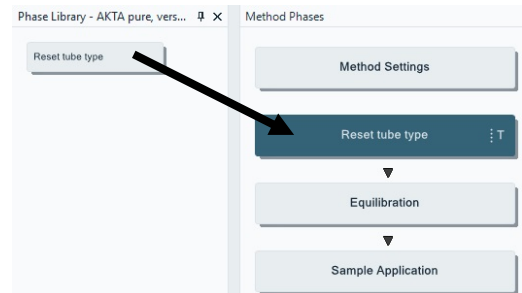 Phase Library - AKTA pure, vers...
Method Phases
Reset tube type
Method Settings
Reset tube type
T
Equilibration
Sample Application